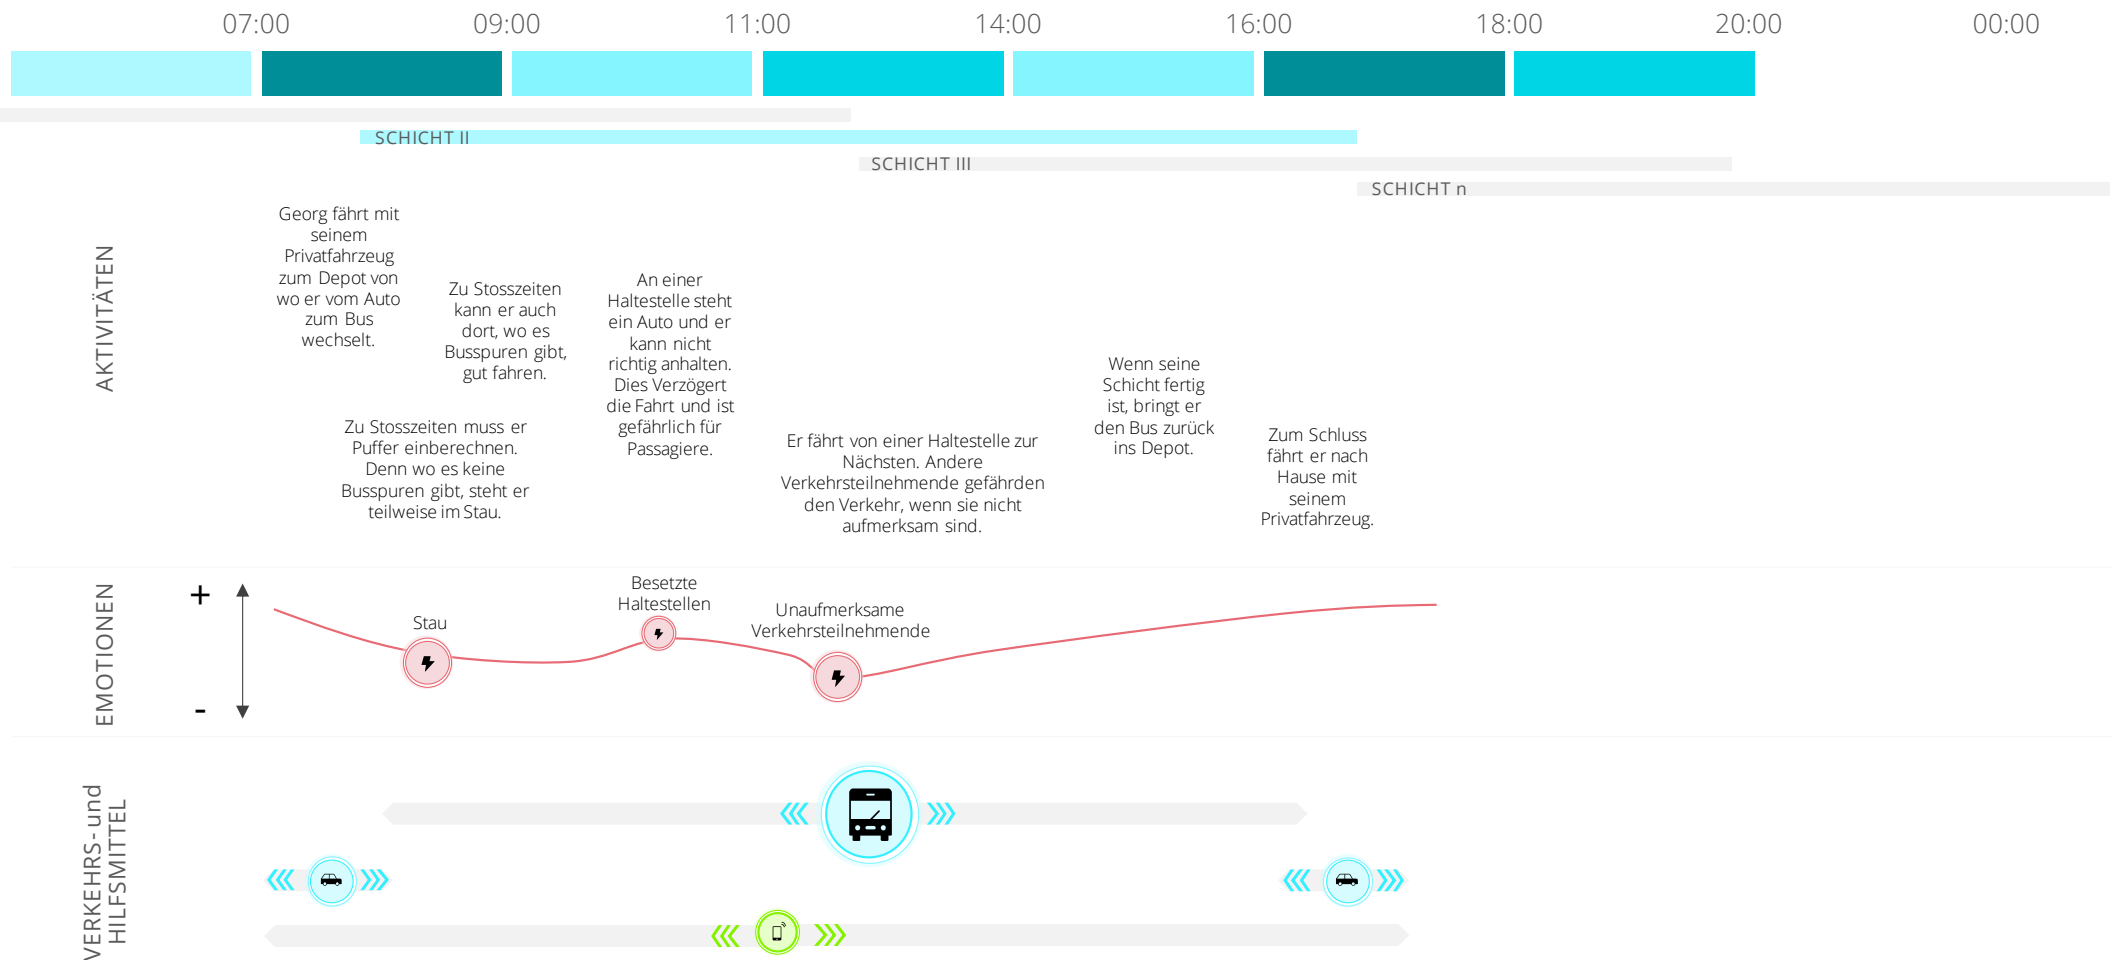 07:00 09:00 11:00 14:00 16:00 18:00 20:00 00:00
SCHICHT II
SCHICHT III
SCHICHT n
AKTIVITÄTEN
Georg fährt mit
seinem
Privatfahrzeug
zum Depot von
wo er vom Auto
zum Bus
wechselt.
Zu Stosszeiten muss er
Puffer einberechnen.
Denn wo es keine
Busspuren gibt, steht er
teilweise im Stau.
Zu Stosszeiten
kann er auch
dort, wo es
Busspuren gibt,
gut fahren.
An einer
Haltestelle steht
ein Auto und er
kann nicht
richtig anhalten.
Dies Verzögert
die Fahrt und ist
gefährlich für
Passagiere.
Er fährt von einer Haltestelle zur
Nächsten. Andere
Verkehrsteilnehmende gefährden
den Verkehr, wenn sie nicht
aufmerksam sind.
Wenn seine
Schicht fertig
ist, bringt er
den Bus zurück
ins Depot.
Zum Schluss
fährt er nach
Hause mit
seinem
Privatfahrzeug.
EMOTIONEN
+
-
Stau
Besetzte
Haltestellen
Unaufmerksame
Verkehrsteilnehmende
VERKEHRS- und
HILFSMITTEL